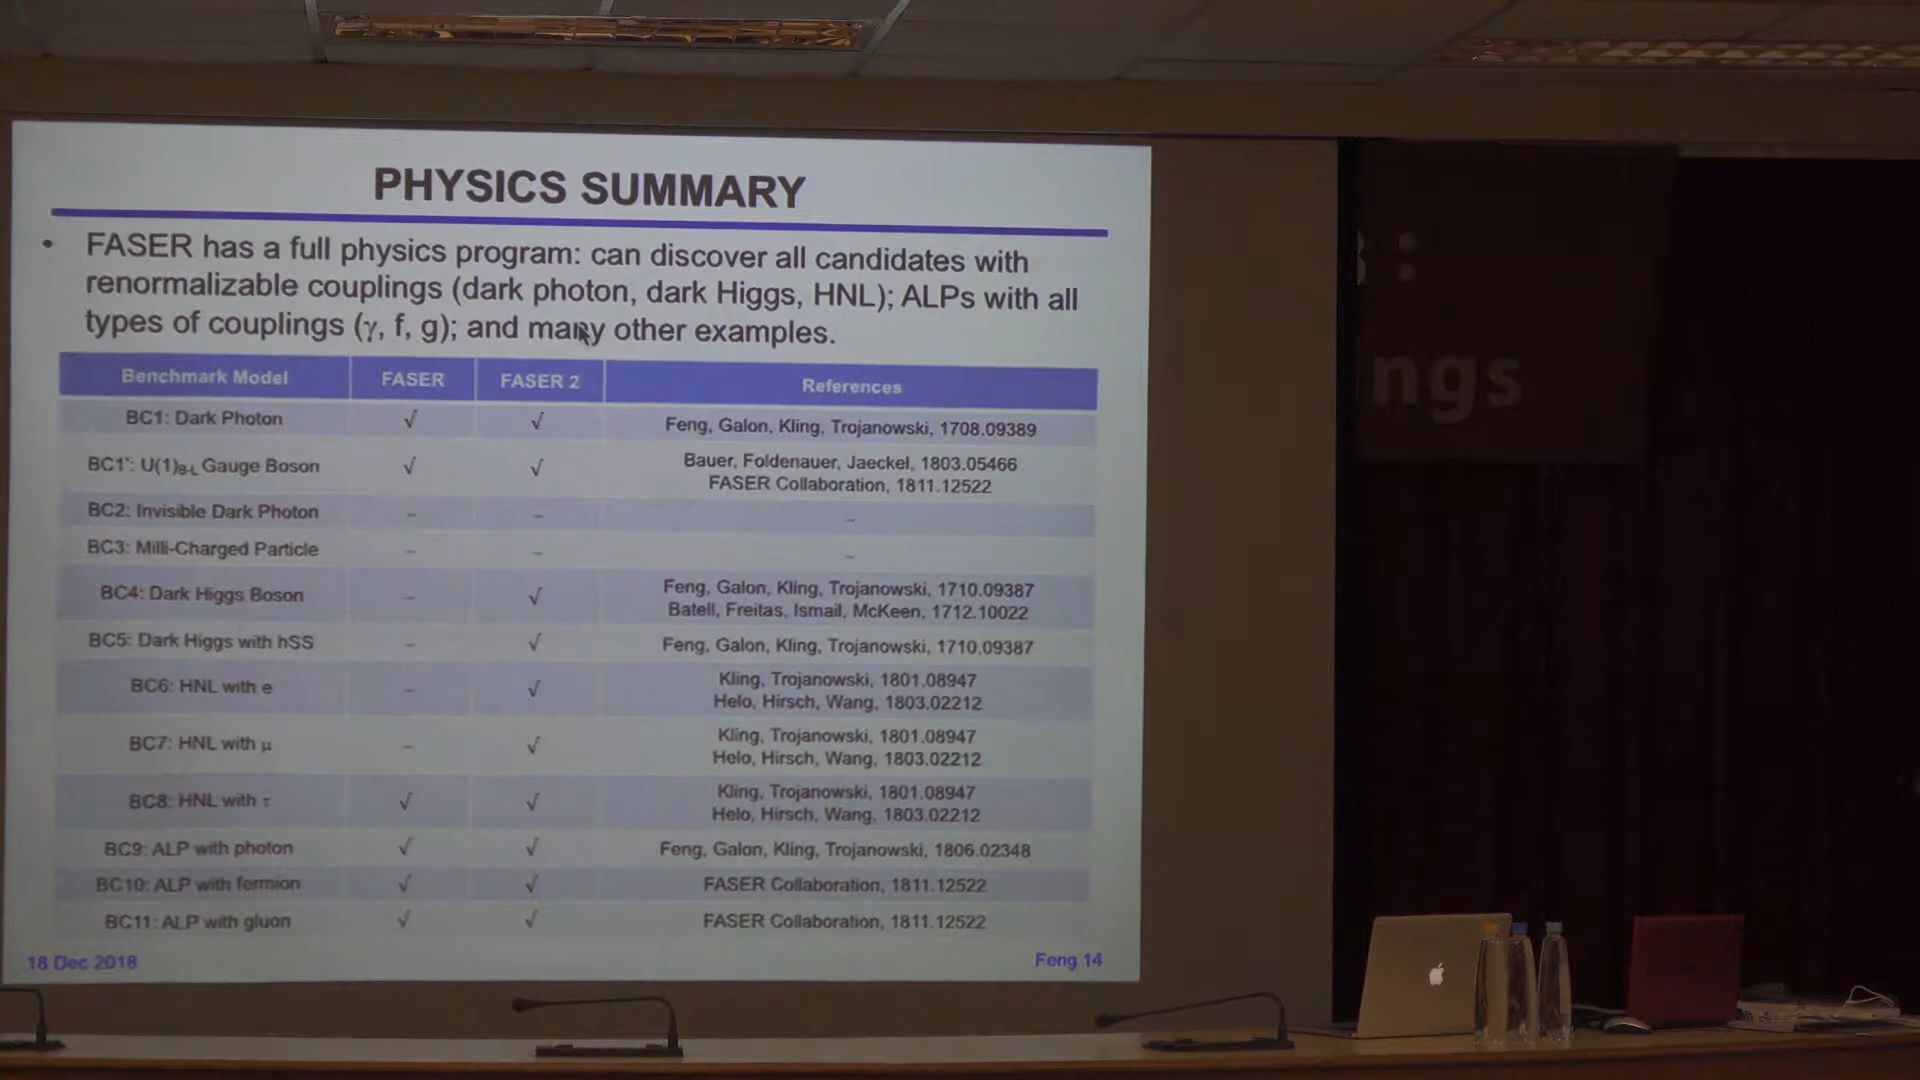 PHYSICS SUMMARY
• FASER has a full physics program: can discover all candidates with
renormalizable couplings (dark photon, dark Higgs, HNL); ALPs with all
types of couplings (γ, f, g); and many other examples.
Benchmark Model FASER FASER 2 References
BC1: Dark Photon √ √ Feng, Galon, Kling, Trojanowski, 1708.09389
BC1': U(1)B-L Gauge Boson √ √ Bauer, Foldenauer, Jaeckel, 1803.05466
FASER Collaboration, 1811.12522
BC2: Invisible Dark Photon – – –
BC3: Milli-Charged Particle – – –
BC4: Dark Higgs Boson – √ Feng, Galon, Kling, Trojanowski, 1710.09387
Batell, Freitas, Ismail, McKeen, 1712.10022
BC5: Dark Higgs with hSS – √ Feng, Galon, Kling, Trojanowski, 1710.09387
BC6: HNL with e – √ Kling, Trojanowski, 1801.08947
Helo, Hirsch, Wang, 1803.02212
BC7: HNL with μ – √ Kling, Trojanowski, 1801.08947
Helo, Hirsch, Wang, 1803.02212
BC8: HNL with τ √ √ Kling, Trojanowski, 1801.08947
Helo, Hirsch, Wang, 1803.02212
BC9: ALP with photon √ √ Feng, Galon, Kling, Trojanowski, 1806.02348
BC10: ALP with fermion √ √ FASER Collaboration, 1811.12522
BC11: ALP with gluon √ √ FASER Collaboration, 1811.12522
18 Dec 2018 Feng 14
ngs